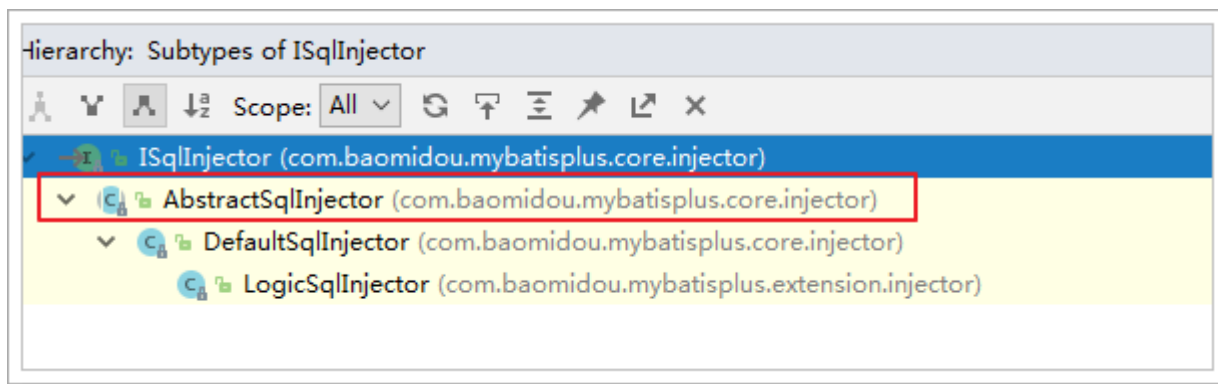 Hierarchy: Subtypes of ISqlInjector
Scope: All
ISqlInjector (com.baomidou.mybatisplus.core.injector)
AbstractSqlInjector (com.baomidou.mybatisplus.core.injector)
DefaultSqlInjector (com.baomidou.mybatisplus.core.injector)
LogicSqlInjector (com.baomidou.mybatisplus.extension.injector)